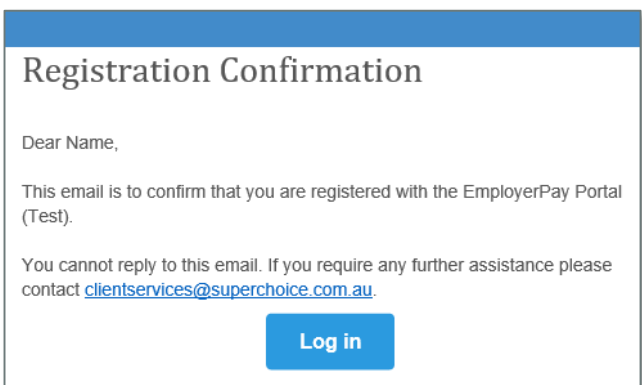 Registration Confirmation
Dear Name,
This email is to confirm that you are registered with the EmployerPay Portal
(Test).
You cannot reply to this email. If you require any further assistance please
contact clientservices@superchoice.com.au.
Log in